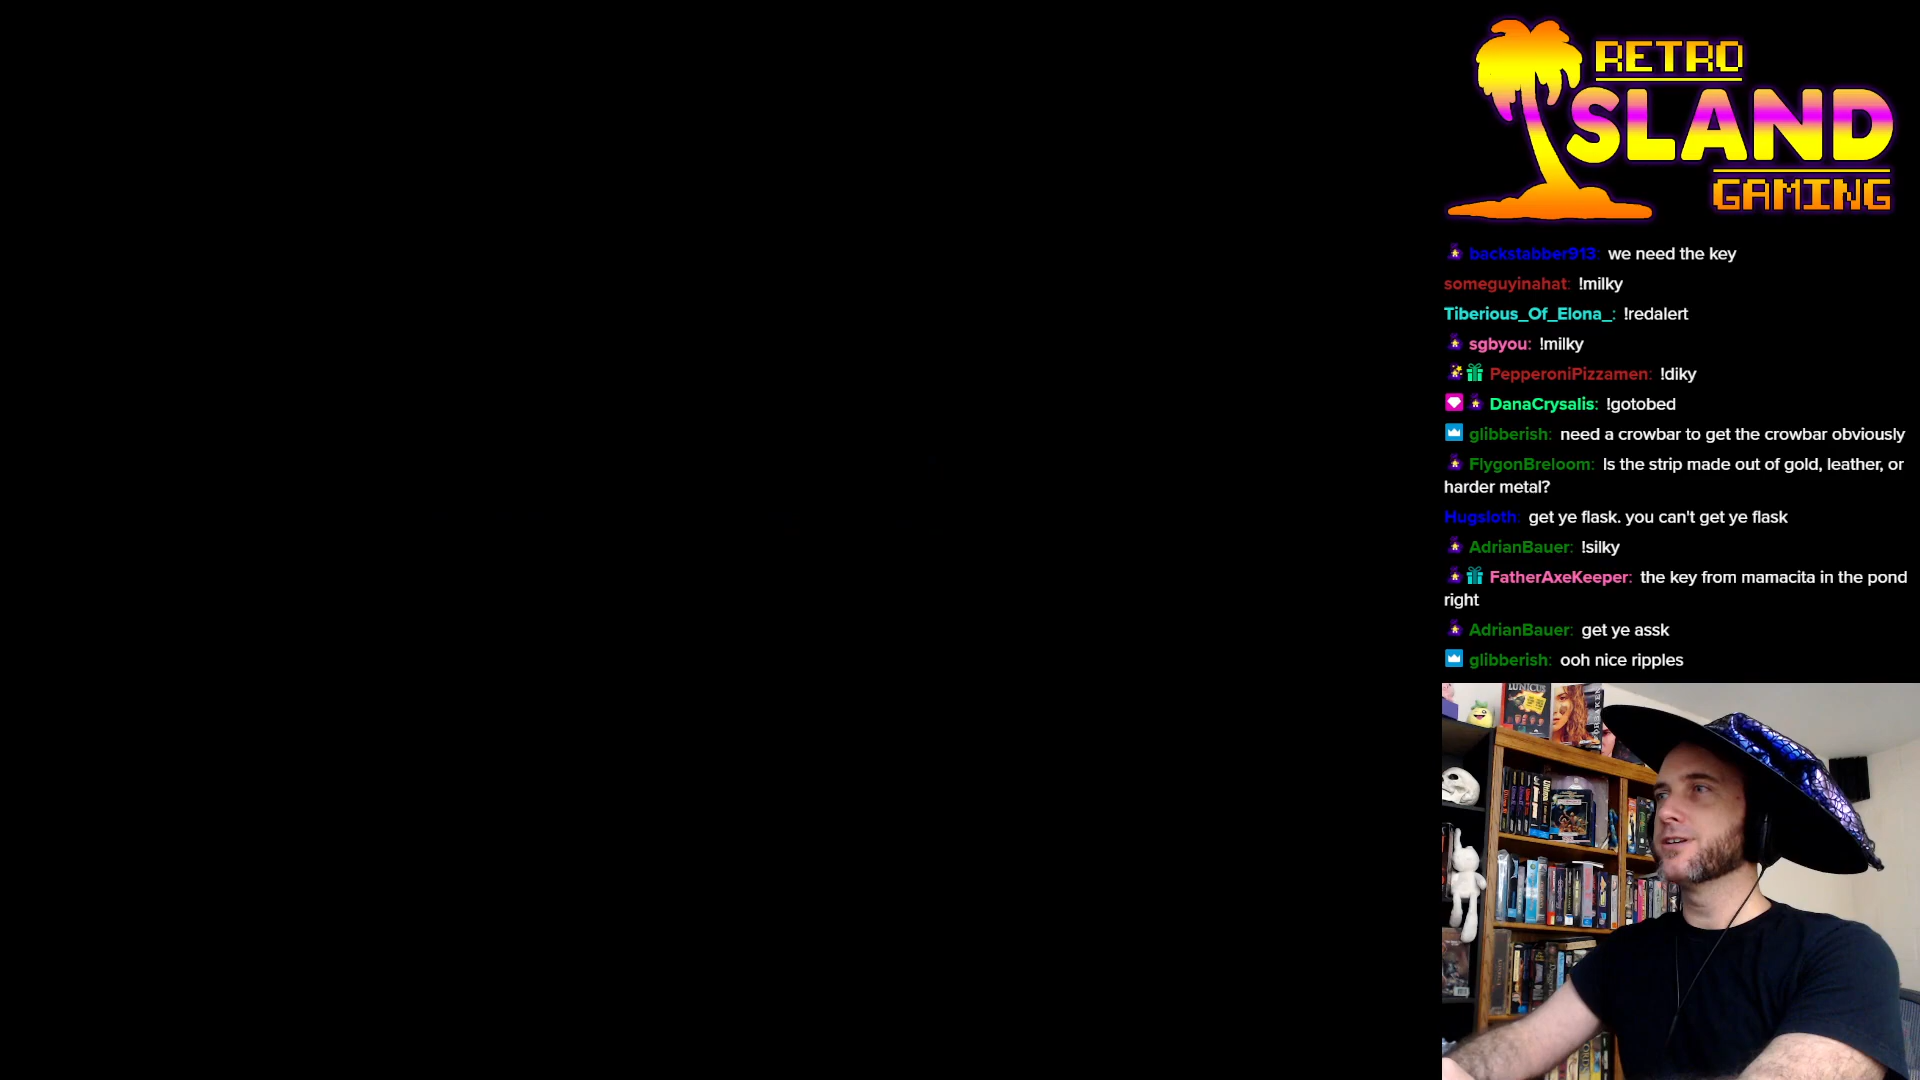 RETRO
ISLAND
GAMING
backstabber913: we need the key
someguyinahat: !milky
Tiberious_Of_Elona_: !redalert
sgbyou: !milky
PepperoniPizzamen: !diky
DanaCrysalis: !gotobed
glibberish: need a crowbar to get the crowbar obviously
FlygonBreloom: Is the strip made out of gold, leather, or
harder metal?
Hugsloth: get ye flask. you can't get ye flask
AdrianBauer: !silky
FatherAxeKeeper: the key from mamacita in the pond
right
AdrianBauer: get ye assk
glibberish: ooh nice ripples
LUNICUS